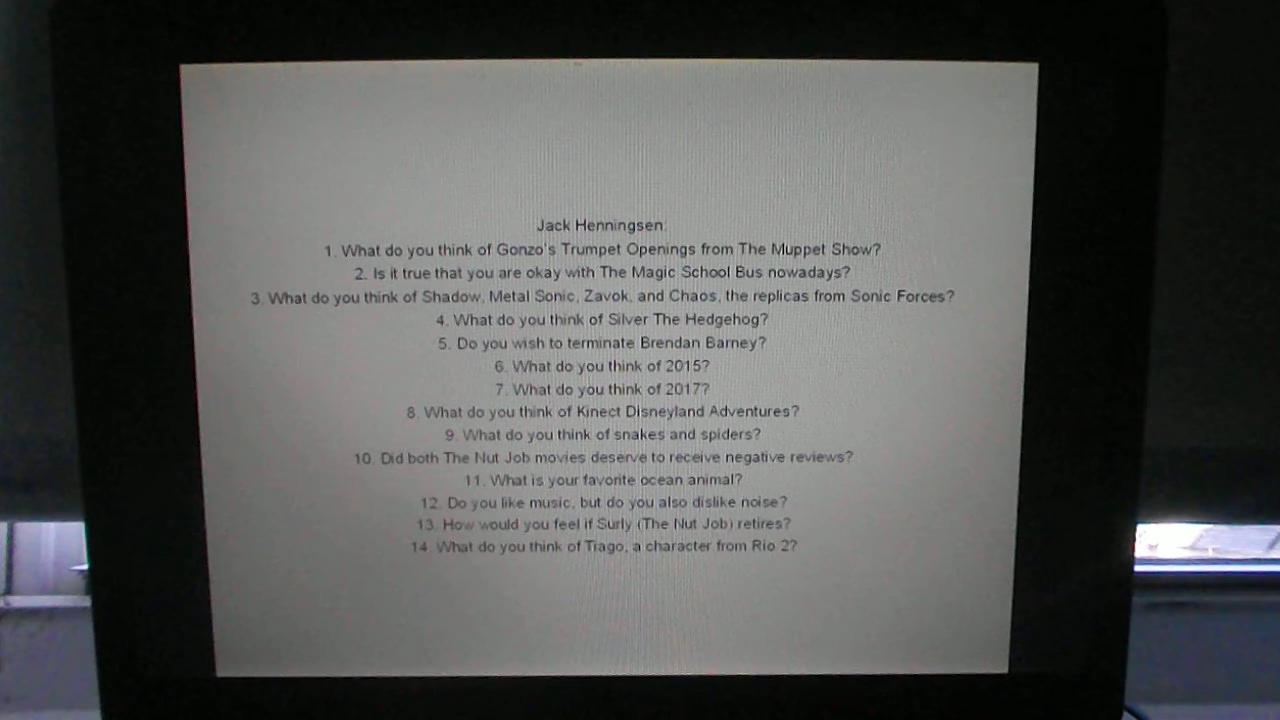 Jack Henningsen:
1. What do you think of Gonzo's Trumpet Openings from The Muppet Show?
2. Is it true that you are okay with The Magic School Bus nowadays?
3. What do you think of Shadow, Metal Sonic, Zavok, and Chaos, the replicas from Sonic Forces?
4. What do you think of Silver The Hedgehog?
5. Do you wish to terminate Brendan Barney?
6. What do you think of 2015?
7. What do you think of 2017?
8. What do you think of Kinect Disneyland Adventures?
9. What do you think of snakes and spiders?
10. Did both The Nut Job movies deserve to receive negative reviews?
11. What is your favorite ocean animal?
12. Do you like music, but do you also dislike noise?
13. How would you feel if Surly (The Nut Job) retires?
14. What do you think of Tiago, a character from Rio 2?